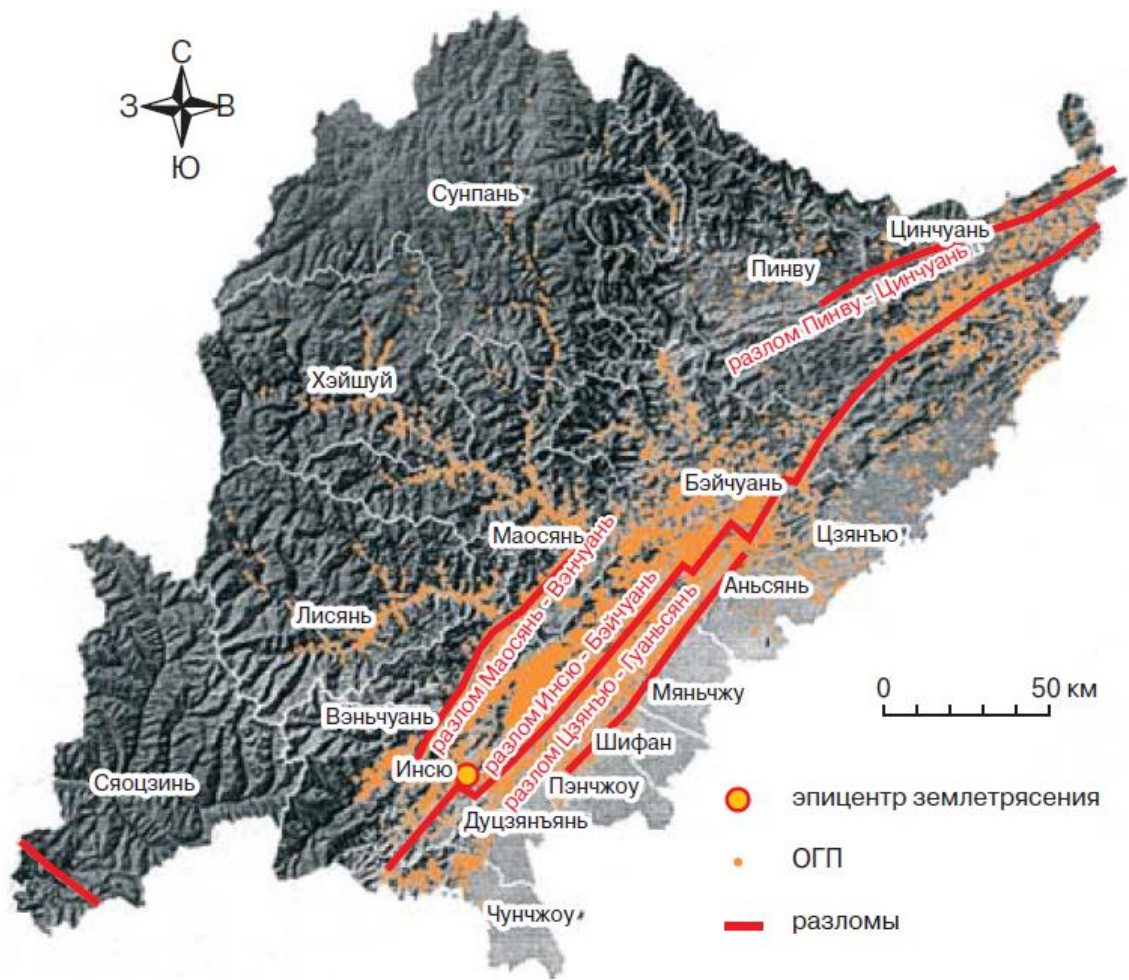 С
З В
Ю
Сунпань
Цинчуань
Пинву
разлом Пинву - Цинчуань
Хэйшуй
Бэйчуань
Цзянъю
Маосянь
Аньсянь
разлом Маосянь - Вэнчуань
разлом Инсю - Бэйчуань
разлом Цзянъю - Гуаньсянь
Лисянь
0 50 км
Мяньчжу
Вэньчуань
Шифан
Инсю
Пэнчжоу
Сяоцзинь
эпицентр землетрясения
Дуцзянъянь
ОГП
Чунчжоу
разломы